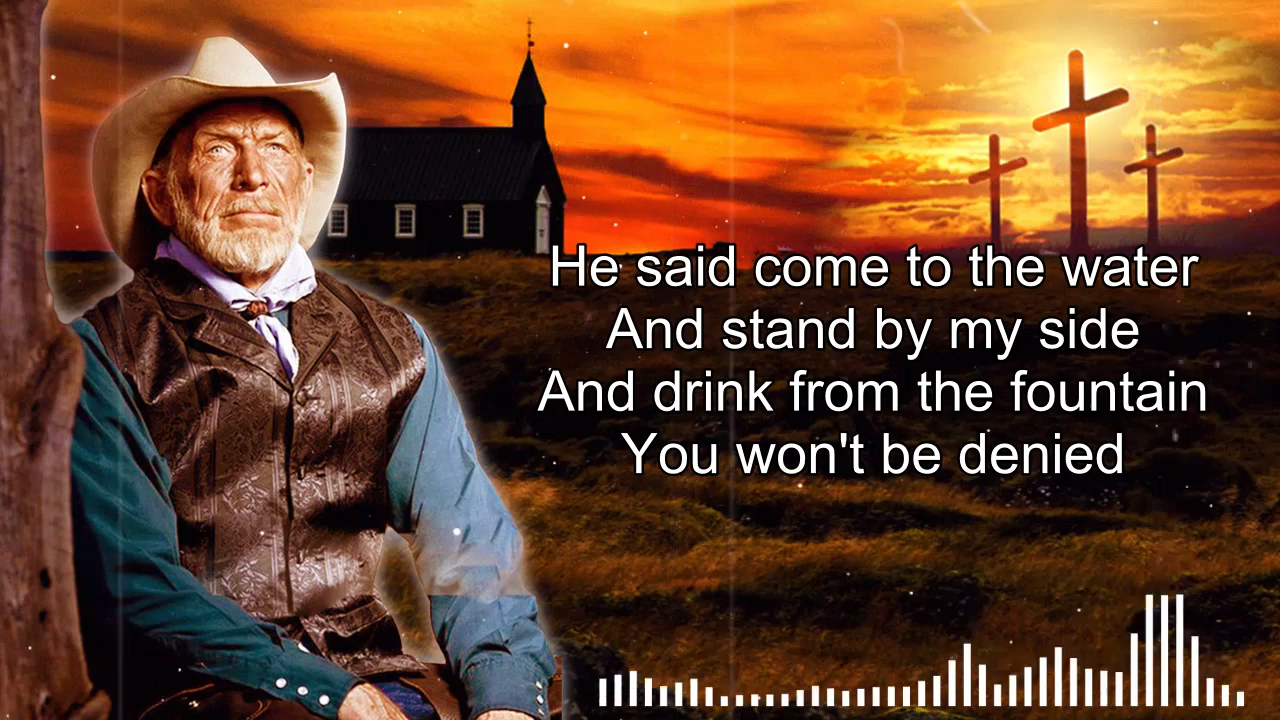 He said come to the water
And stand by my side
And drink from the fountain
You won't be denied